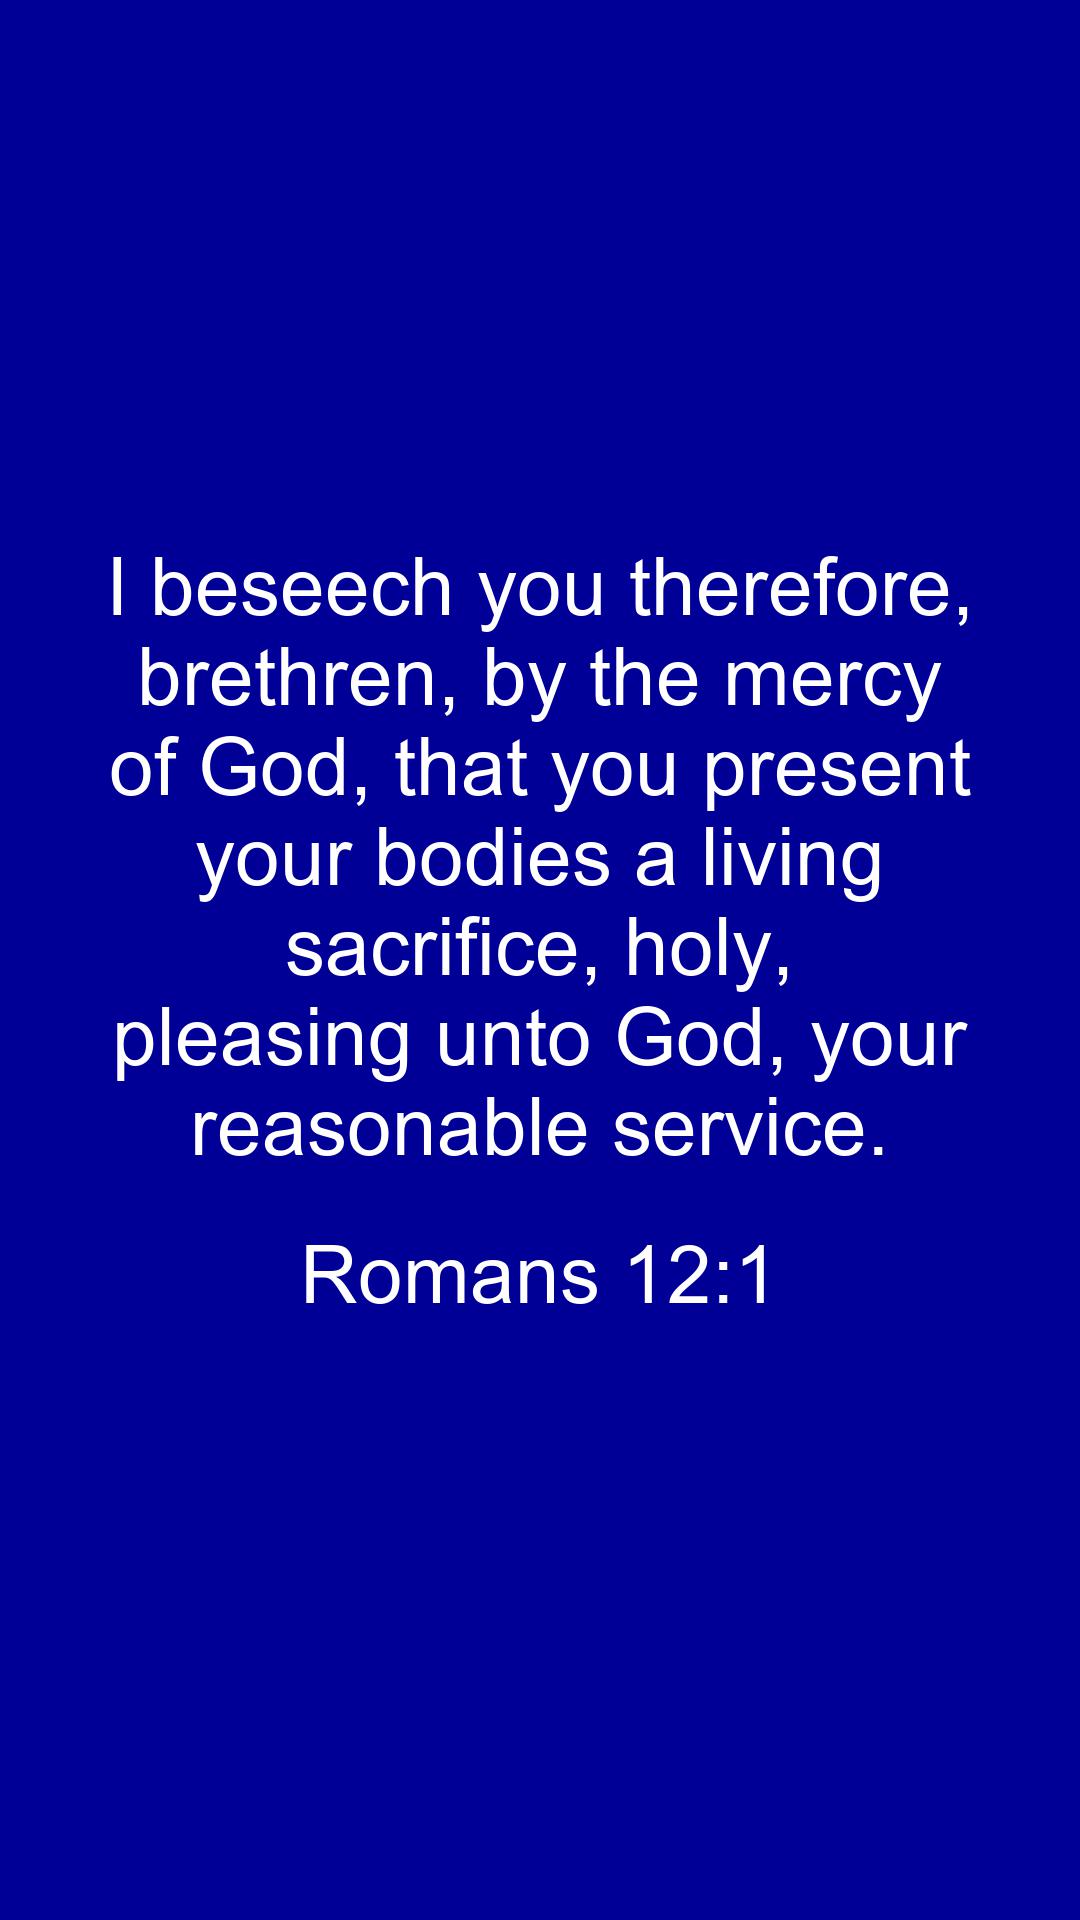 I beseech you therefore,
brethren, by the mercy
of God, that you present
your bodies a living
sacrifice, holy,
pleasing unto God, your
reasonable service.
Romans 12:1